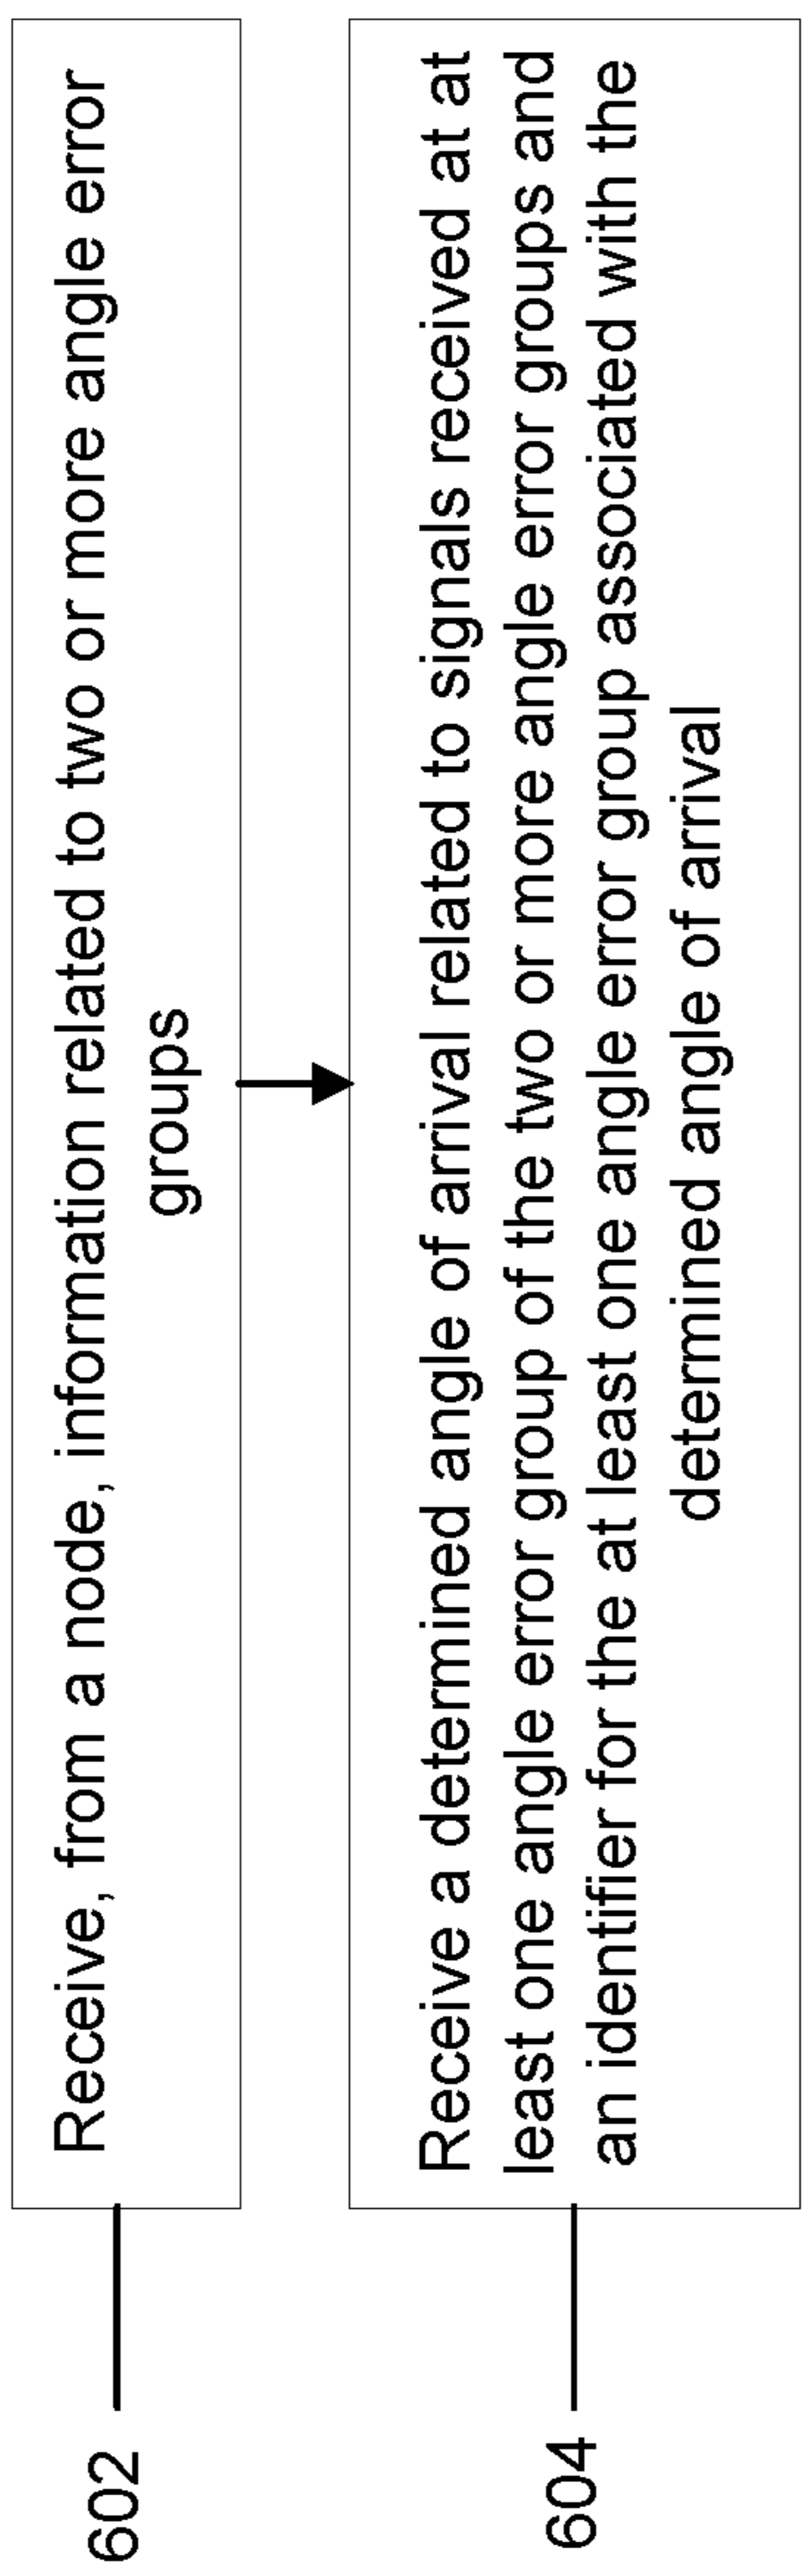 602
Receive, from a node, information related to two or more angle error
groups
604
Receive a determined angle of arrival related to signals received at at
least one angle error group of the two or more angle error groups and
an identifier for the at least one angle error group associated with the
determined angle of arrival